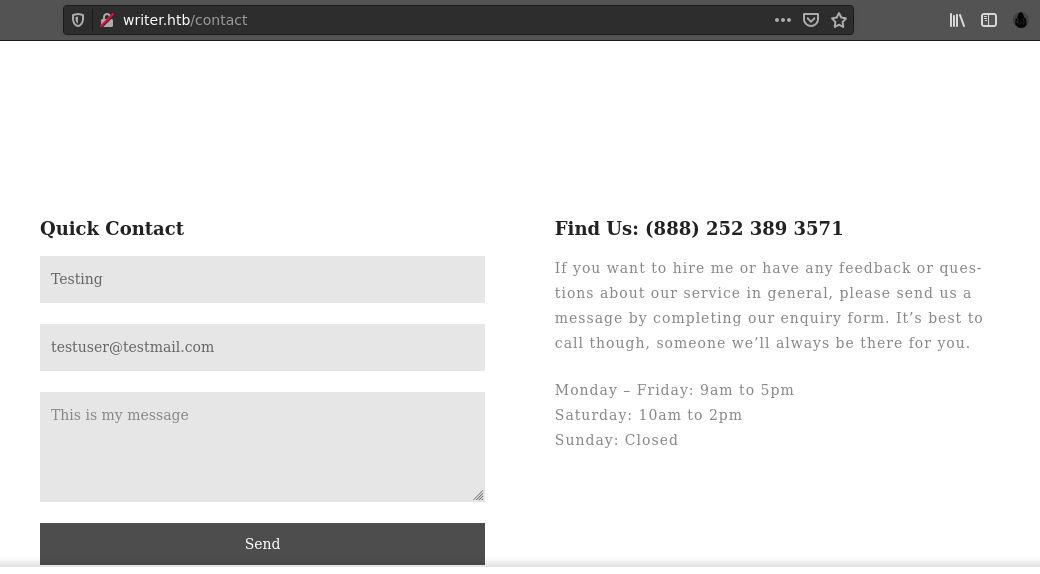 writer.htb/contact
Quick Contact
Testing
testuser@testmail.com
This is my message
Send
Find Us: (888) 252 389 3571
If you want to hire me or have any feedback or ques-
tions about our service in general, please send us a
message by completing our enquiry form. It’s best to
call though, someone we’ll always be there for you.
Monday – Friday: 9am to 5pm
Saturday: 10am to 2pm
Sunday: Closed